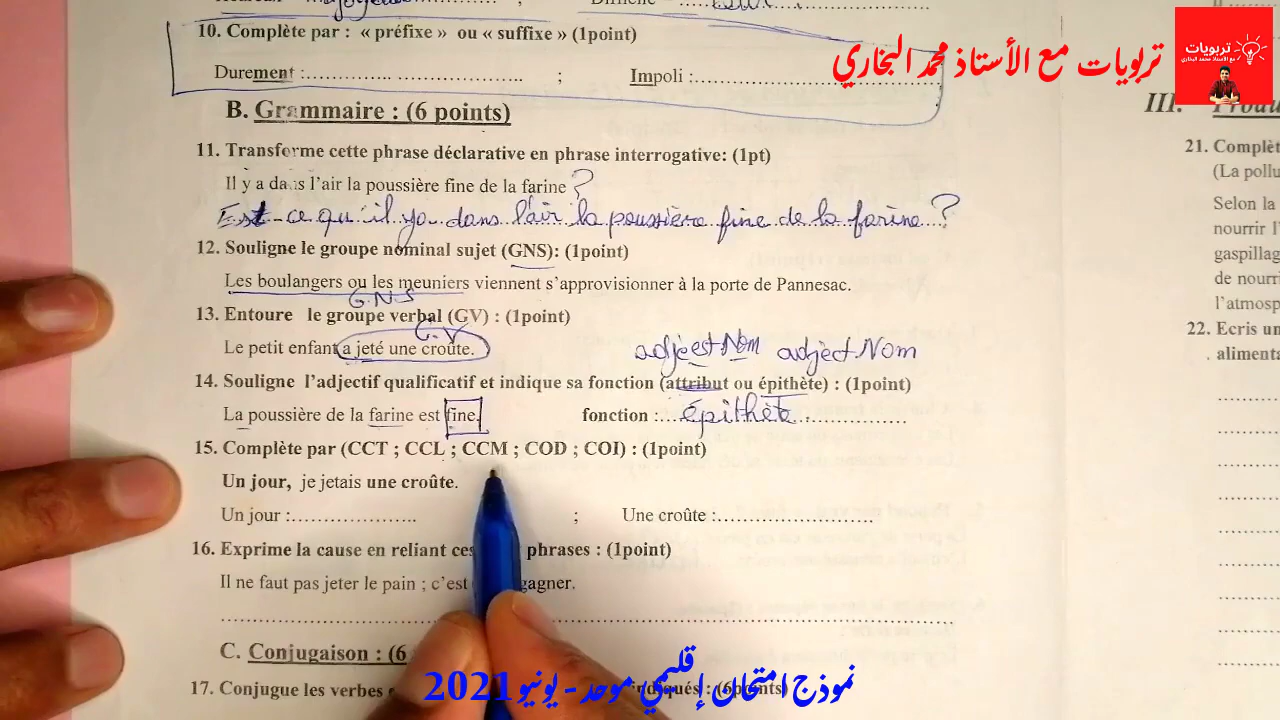 10. Complète par : « préfixe » ou « suffixe » (1point)
Durement :………….. ……………………. ; Impoli :…
B. Grammaire : (6 points)
11. Transforme cette phrase déclarative en phrase interrogative: (1pt)
Il y a dans l'air la poussière fine de la farine ?
Est-ce qu'il ya dans l'air la poussière fine de la farine ?
12. Souligne le groupe nominal sujet (GNS): (1point)
Les boulangers ou les meuniers viennent s'approvisionner à la porte de Pannesac.
G.N.S
13. Entoure le groupe verbal (GV) : (1point)
G.V
Le petit enfant a jeté une croûte.
adject Nom adject Nom
14. Souligne l'adjectif qualificatif et indique sa fonction (attribut ou épithète) : (1point)
La poussière de la farine est fine. fonction :…épithète…
15. Complète par (CCT ; CCL ; CCM ; COD ; COI) : (1point)
Un jour, je jetais une croûte.
Un jour :………………….. ; Une croûte :……………………….
16. Exprime la cause en reliant ces phrases : (1point)
Il ne faut pas jeter le pain ; c'est gagner.
C. Conjugaison : (6
17. Conjugue les verbes indiqués : (6points)
III.
21.
(La pollu
Selon la
nourrir l'
gaspillag
de nourri
l'atmosp
22. Ecris un
alimenta
تربويات مع الأستاذ محمد البخاري
تربويات
مع الأستاذ محمد البخاري
نموذج امتحان إقليمي موحد - يونيو 2021